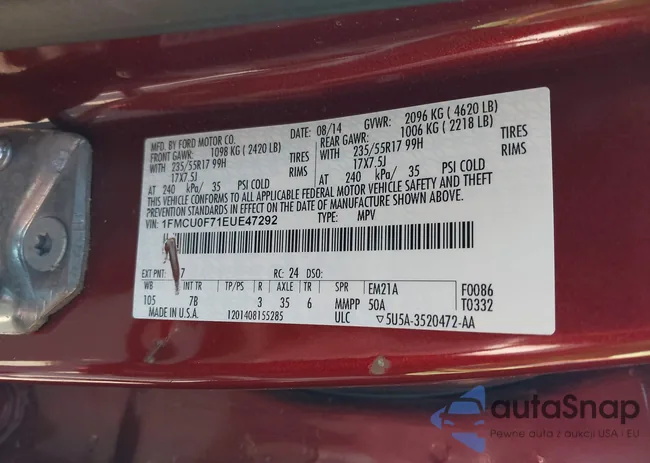 MFD. BY FORD MOTOR CO.
DATE: 08/14 GVWR: 2096 KG ( 4620 LB)
FRONT GAWR: 1098 KG ( 2420 LB) REAR GAWR: 1006 KG ( 2218 LB)
WITH 235/55R17 99H TIRES WITH 235/55R17 99H TIRES
17X7.5J RIMS 17X7.5J RIMS
AT 240 kPa/ 35 PSI COLD AT 240 kPa/ 35 PSI COLD
THIS VEHICLE CONFORMS TO ALL APPLICABLE FEDERAL MOTOR VEHICLE SAFETY AND THEFT
PREVENTION STANDARDS IN EFFECT ON THE DATE OF MANUFACTURE SHOWN ABOVE.
VIN: 1FMCU0F71EUE47292 TYPE: MPV
EXT PNT: 7 RC: 24 DSO:
WB INT TR TP/PS R AXLE TR SPR EM21A F0086
105 7B 3 35 6 MMPP 50A T0332
MADE IN U.S.A. 1201408155285 ULC ▽5U5A-3520472-AA
autaSnap
Pewne auta z aukcji USA i EU